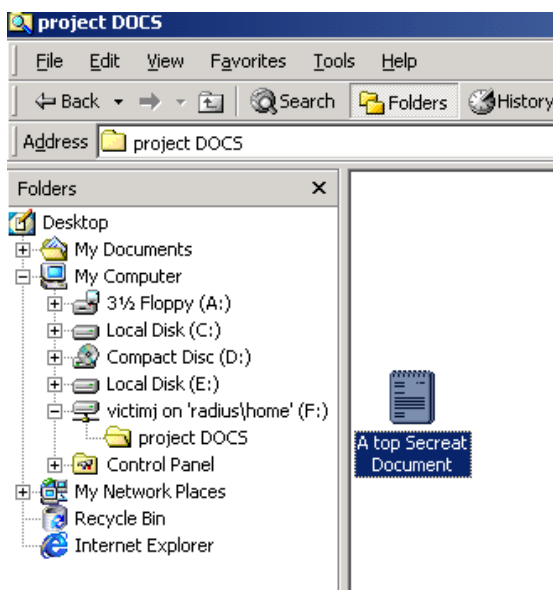 project DOCS
File Edit View Favorites Tools Help
Back Search Folders History
Address project DOCS
Folders
Desktop
My Documents
My Computer
3½ Floppy (A:)
Local Disk (C:)
Compact Disc (D:)
Local Disk (E:)
victimj on 'radius\home' (F:)
project DOCS
Control Panel
My Network Places
Recycle Bin
Internet Explorer
A top Secreat
Document